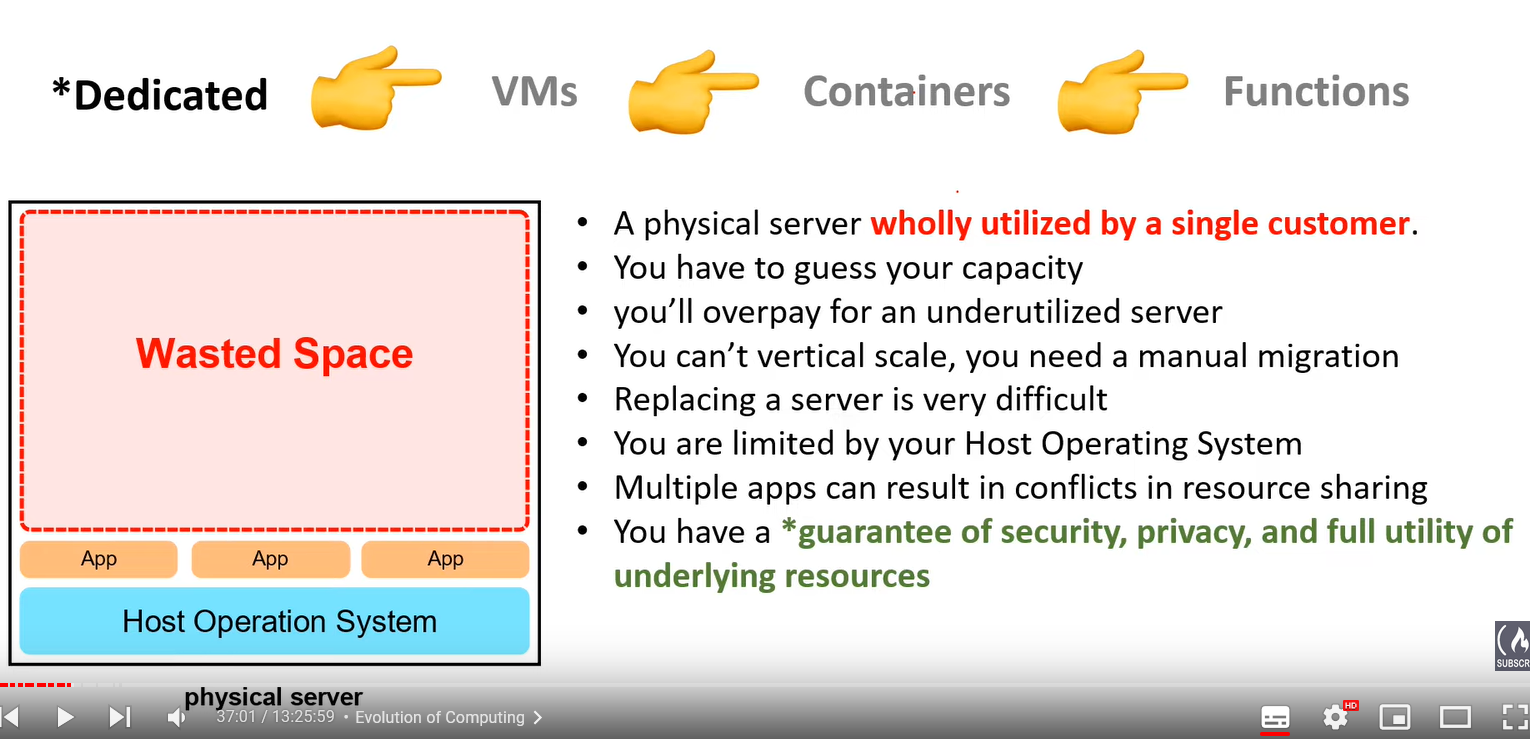 *Dedicated VMs Containers Functions
Wasted Space
App App App
Host Operation System
physical server
• A physical server wholly utilized by a single customer.
• You have to guess your capacity
• you’ll overpay for an underutilized server
• You can’t vertical scale, you need a manual migration
• Replacing a server is very difficult
• You are limited by your Host Operating System
• Multiple apps can result in conflicts in resource sharing
• You have a *guarantee of security, privacy, and full utility of
underlying resources
SUBSCR
37:01 / 13:25:59 • Evolution of Computing
HD